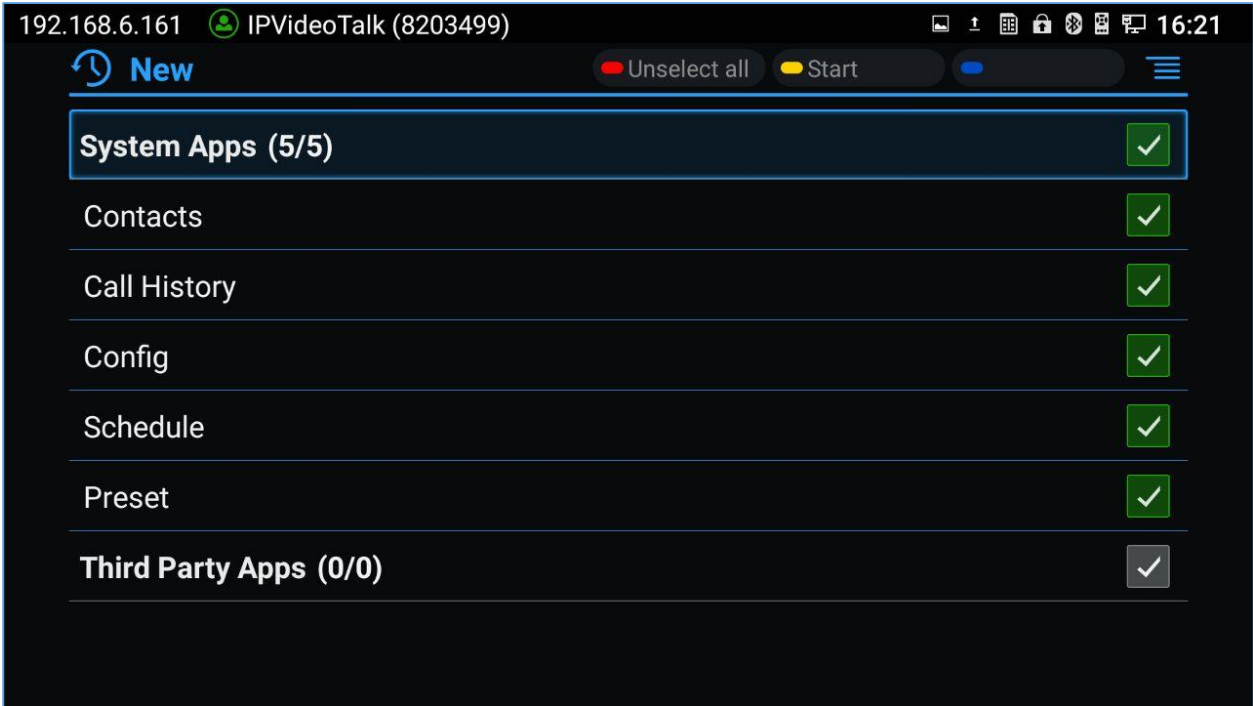 192.168.6.161 IPVideoTalk (8203499) 16:21
New Unselect all Start
System Apps (5/5)
Contacts
Call History
Config
Schedule
Preset
Third Party Apps (0/0)